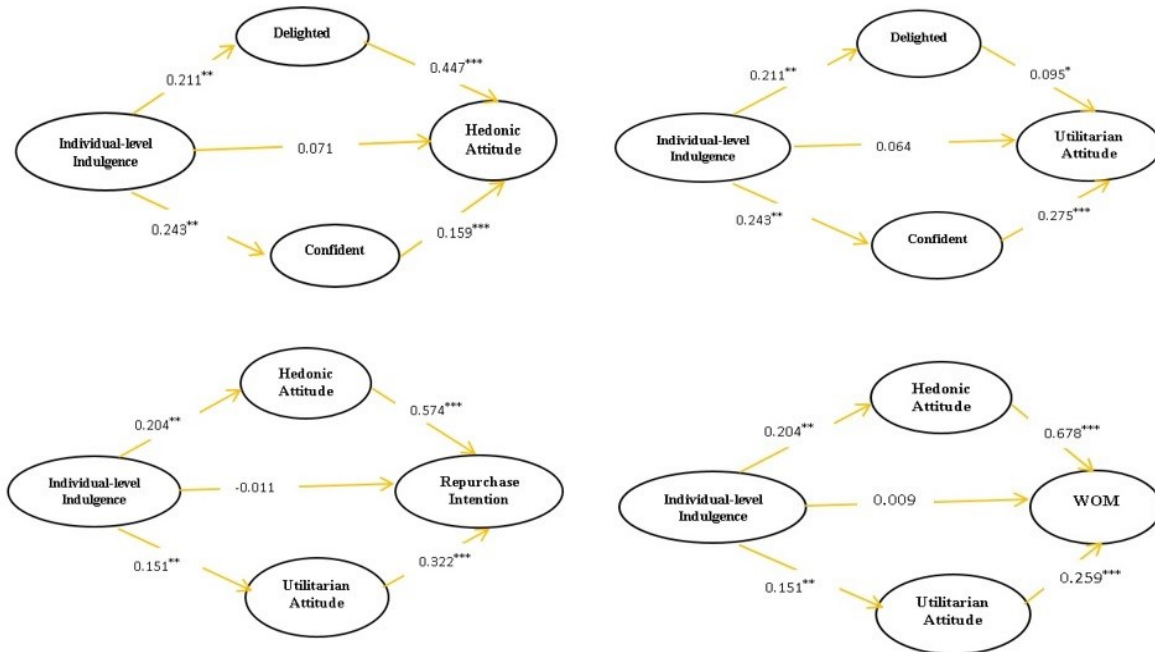 Delighted
0.211**
0.447***
Individual-level
Indulgence
0.071
Hedonic
Attitude
0.243**
0.159***
Confident
Delighted
0.211**
0.095*
Individual-level
Indulgence
0.064
Utilitarian
Attitude
0.243**
0.275***
Confident
Hedonic
Attitude
0.204**
0.574***
Individual-level
Indulgence
-0.011
Repurchase
Intention
0.151**
0.322***
Utilitarian
Attitude
Hedonic
Attitude
0.204**
0.678***
Individual-level
Indulgence
0.009
WOM
0.151**
0.259***
Utilitarian
Attitude